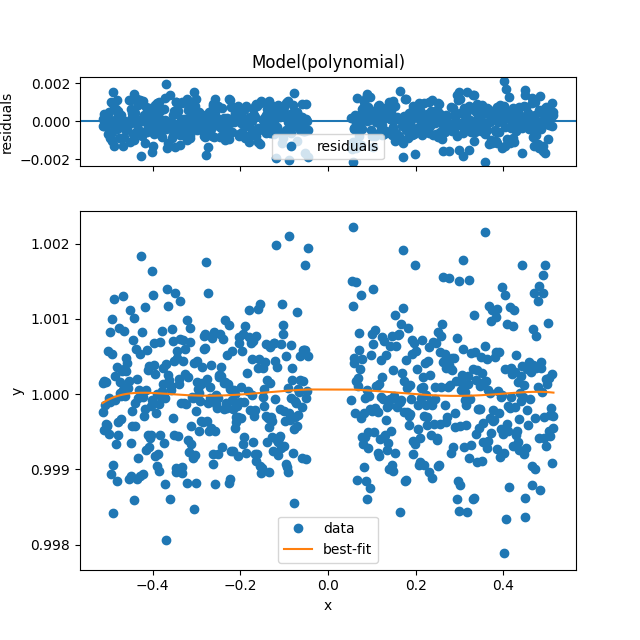 Model(polynomial)
0.002
0.000
−0.002
residuals
residuals
1.002
1.001
1.000
0.999
0.998
y
data
best-fit
−0.4
−0.2
0.0
0.2
0.4
x